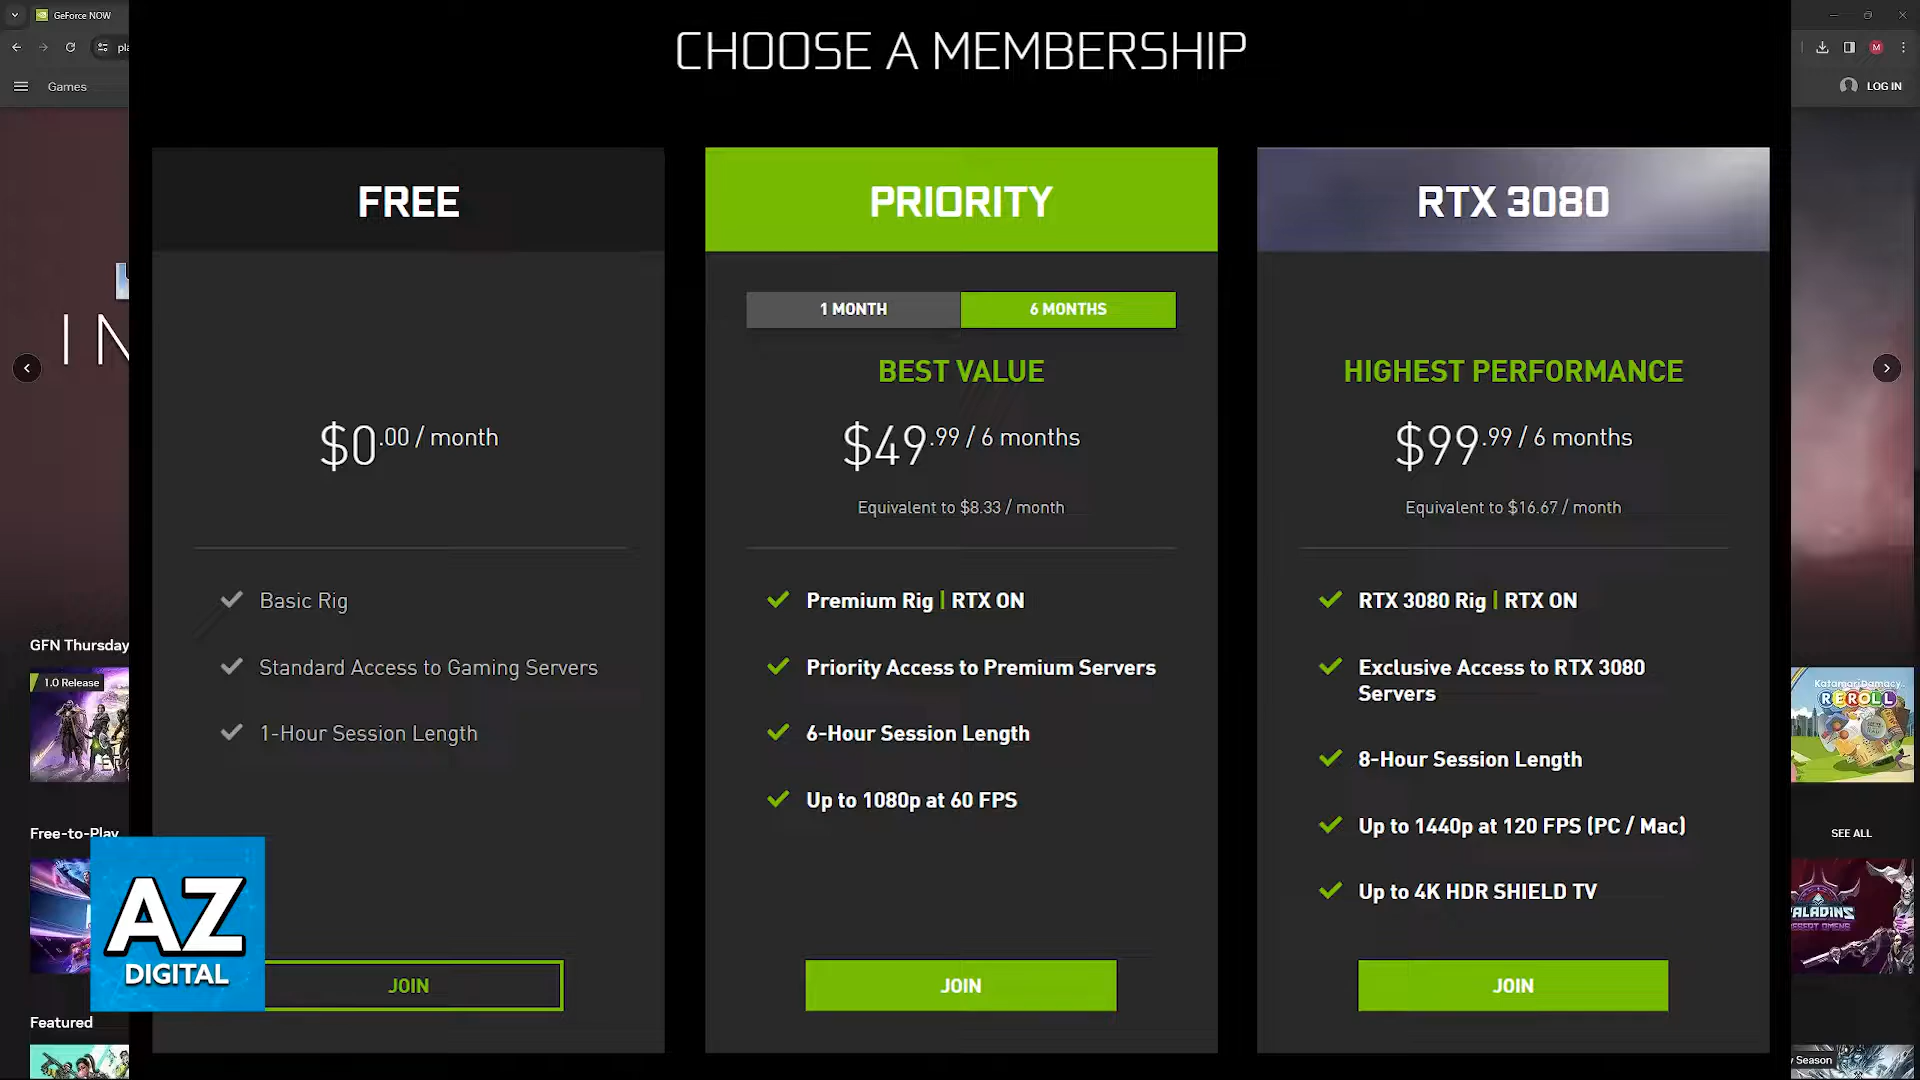 GeForce NOW
pla
M
Games
LOG IN
IN
CHOOSE A MEMBERSHIP
FREE
$0.00 / month
Basic Rig
Standard Access to Gaming Servers
1-Hour Session Length
JOIN
PRIORITY
1 MONTH
6 MONTHS
BEST VALUE
$49.99 / 6 months
Equivalent to $8.33 / month
Premium Rig | RTX ON
Priority Access to Premium Servers
6-Hour Session Length
Up to 1080p at 60 FPS
JOIN
RTX 3080
HIGHEST PERFORMANCE
$99.99 / 6 months
Equivalent to $16.67 / month
RTX 3080 Rig | RTX ON
Exclusive Access to RTX 3080
Servers
8-Hour Session Length
Up to 1440p at 120 FPS (PC / Mac)
Up to 4K HDR SHIELD TV
JOIN
GFN Thursday
1.0 Release
Katamari Damacy
REROLL
Free-to-Play
SEE ALL
PALADINS
AZ
DIGITAL
Featured
Season